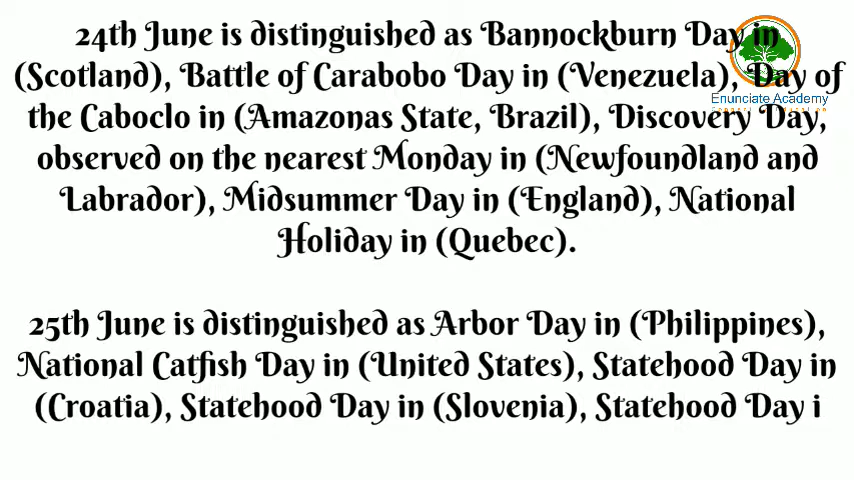 24th June is distinguished as Bannockburn Day in
(Scotland), Battle of Carabobo Day in (Venezuela), Day of
the Caboclo in (Amazonas State, Brazil), Discovery Day,
observed on the nearest Monday in (Newfoundland and
Labrador), Midsummer Day in (England), National
Holiday in (Quebec).
25th June is distinguished as Arbor Day in (Philippines),
National Catfish Day in (United States), Statehood Day in
(Croatia), Statehood Day in (Slovenia), Statehood Day i
Enunciate Academy